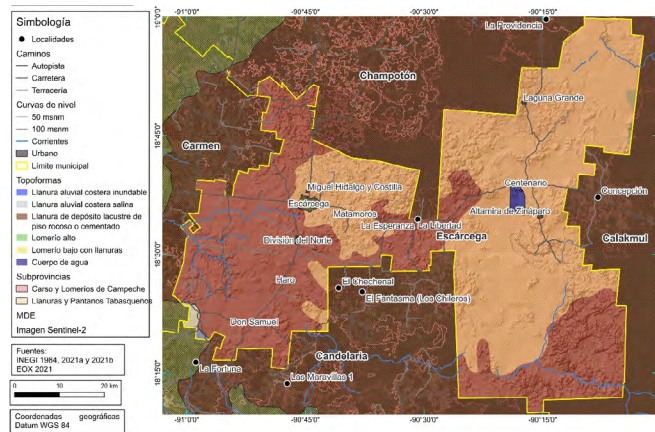 Simbología
Localidades
Caminos
Autopista
Carretera
Terracería
Curvas de nivel
50 msnm
100 msnm
Corrientes
Urbano
Límite municipal
Topoformas
Llanura aluvial costera inundable
Llanura aluvial costera salina
Llanura de depósito lacustre de
piso rocoso o cementado
Lomerío alto
Lomerío bajo con llanuras
Cuerpo de agua
Subprovincias
Carso y Lomeríos de Campeche
Llanuras y Pantanos Tabasqueños
MDE
Imagen Sentinel-2
Fuentes:
INEGI 1984, 2021a y 2021b
EOX 2021
0 10 20 km
Coordenadas geográficas
Datum WGS 84
-91°0'0"
-90°45'0"
-90°30'0"
-90°15'0"
19°0'0"
18°45'0"
18°30'0"
18°15'0"
La Providencia
Champotón
Laguna Grande
Carmen
Miguel Hidalgo y Costilla
Centenario
Concepción
Escárcega
Matamoros
Altamira de Zináparo
La Esperanza
La Libertad
División del Norte
Escárcega
Calakmul
Haro
El Chechenal
El Fantasma (Los Chileros)
Don Samuel
Candelaria
La Fortuna
Las Maravillas 1